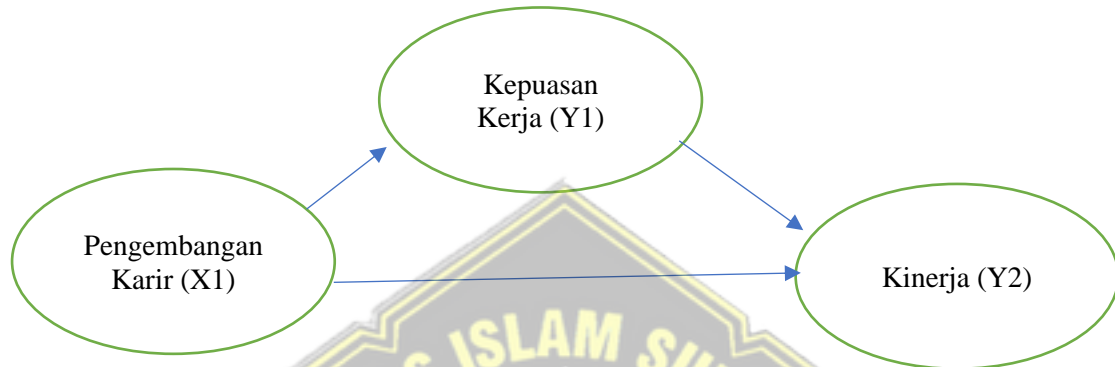 Kepuasan
Kerja (Y1)
Pengembangan
Karir (X1)
Kinerja (Y2)
ISLAM